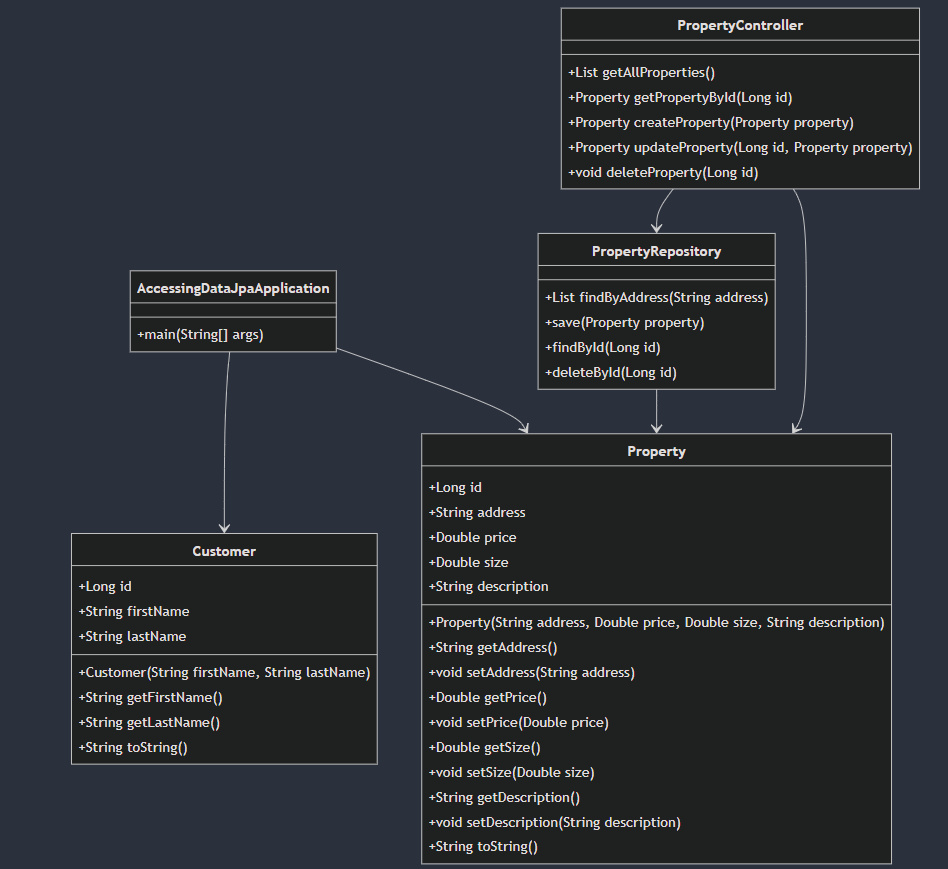 PropertyController
+List getAllProperties()
+Property getPropertyById(Long id)
+Property createProperty(Property property)
+Property updateProperty(Long id, Property property)
+void deleteProperty(Long id)
PropertyRepository
+List findByAddress(String address)
+save(Property property)
+findById(Long id)
+deleteById(Long id)
AccessingDataJpaApplication
+main(String[] args)
Property
+Long id
+String address
+Double price
+Double size
+String description
+Property(String address, Double price, Double size, String description)
+String getAddress()
+void setAddress(String address)
+Double getPrice()
+void setPrice(Double price)
+Double getSize()
+void setSize(Double size)
+String getDescription()
+void setDescription(String description)
+String toString()
Customer
+Long id
+String firstName
+String lastName
+Customer(String firstName, String lastName)
+String getFirstName()
+String getLastName()
+String toString()